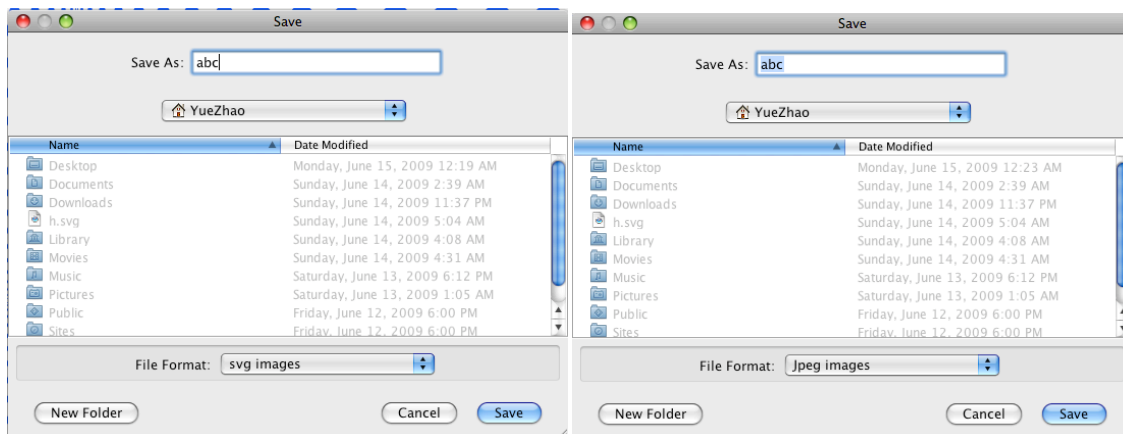 Save
Save As: abc
YueZhao
Name Date Modified
Desktop Monday, June 15, 2009 12:19 AM
Documents Sunday, June 14, 2009 2:39 AM
Downloads Sunday, June 14, 2009 11:37 PM
h.svg Sunday, June 14, 2009 5:04 AM
Library Sunday, June 14, 2009 4:08 AM
Movies Sunday, June 14, 2009 4:31 AM
Music Saturday, June 13, 2009 6:12 PM
Pictures Saturday, June 13, 2009 1:05 AM
Public Friday, June 12, 2009 6:00 PM
Sites Friday, June 12, 2009 6:00 PM
File Format: svg images
New Folder Cancel Save
Save
Save As: abc
YueZhao
Name Date Modified
Desktop Monday, June 15, 2009 12:23 AM
Documents Sunday, June 14, 2009 2:39 AM
Downloads Sunday, June 14, 2009 11:37 PM
h.svg Sunday, June 14, 2009 5:04 AM
Library Sunday, June 14, 2009 4:08 AM
Movies Sunday, June 14, 2009 4:31 AM
Music Saturday, June 13, 2009 6:12 PM
Pictures Saturday, June 13, 2009 1:05 AM
Public Friday, June 12, 2009 6:00 PM
Sites Friday, June 12, 2009 6:00 PM
File Format: Jpeg images
New Folder Cancel Save